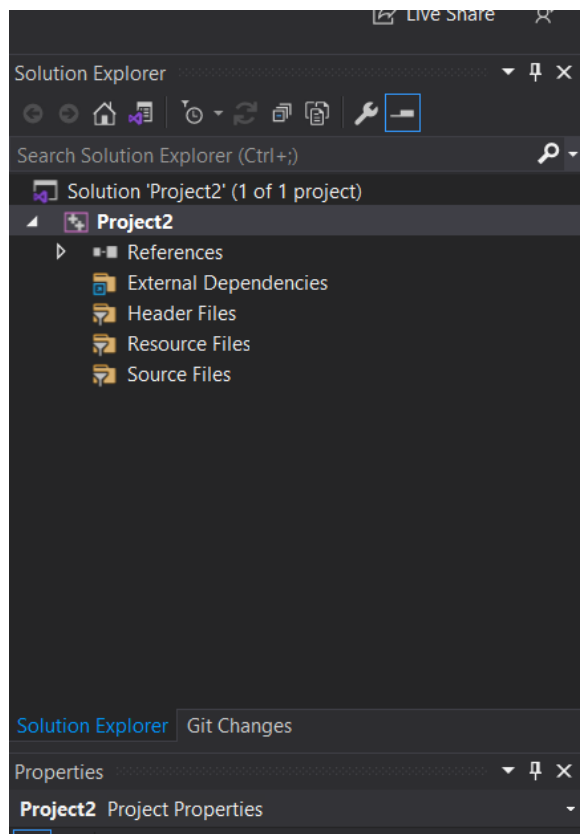 Live Share
Solution Explorer
Search Solution Explorer (Ctrl+;)
Solution 'Project2' (1 of 1 project)
Project2
References
External Dependencies
Header Files
Resource Files
Source Files
Solution Explorer Git Changes
Properties
Project2 Project Properties